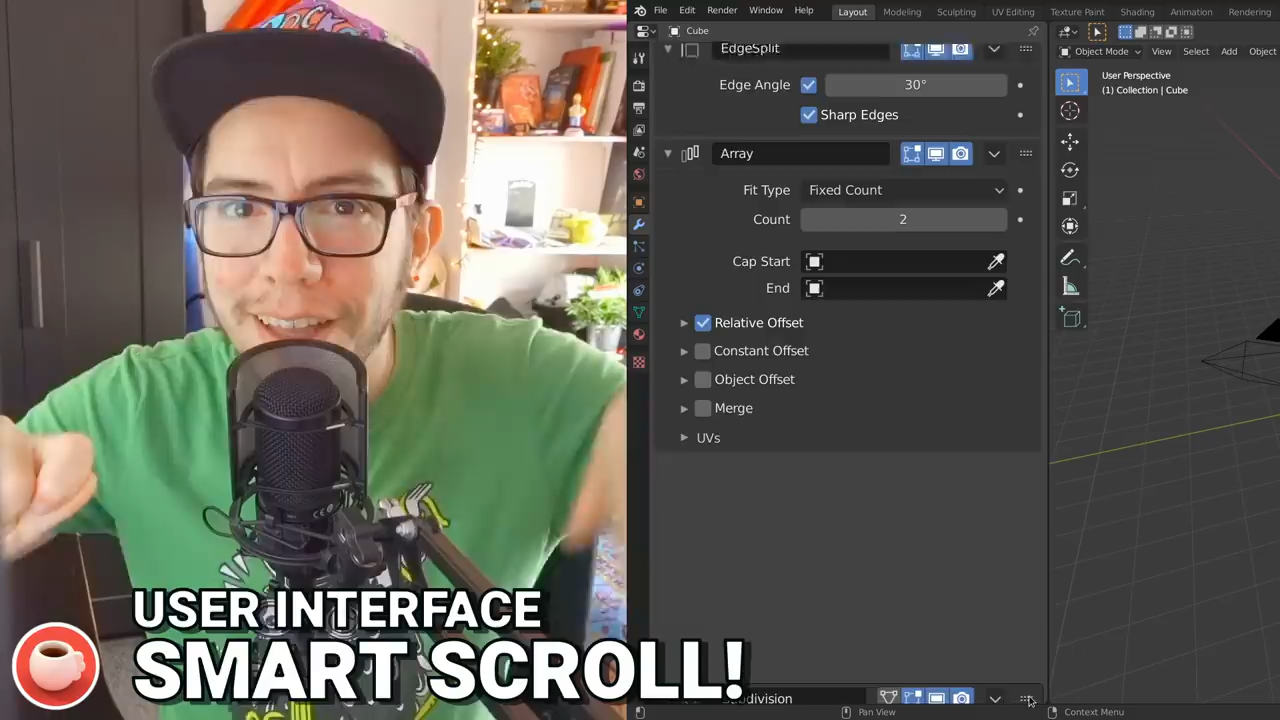 File Edit Render Window Help
Layout Modeling Sculpting UV Editing Texture Paint Shading Animation Rendering
Cube
Object Mode View Select Add Object
EdgeSplit
Edge Angle 30°
Sharp Edges
User Perspective
(1) Collection | Cube
Array
Fit Type Fixed Count
Count 2
Cap Start
End
Relative Offset
Constant Offset
Object Offset
Merge
UVs
USER INTERFACE
SMART SCROLL!
Subdivision
Pan View
Context Menu